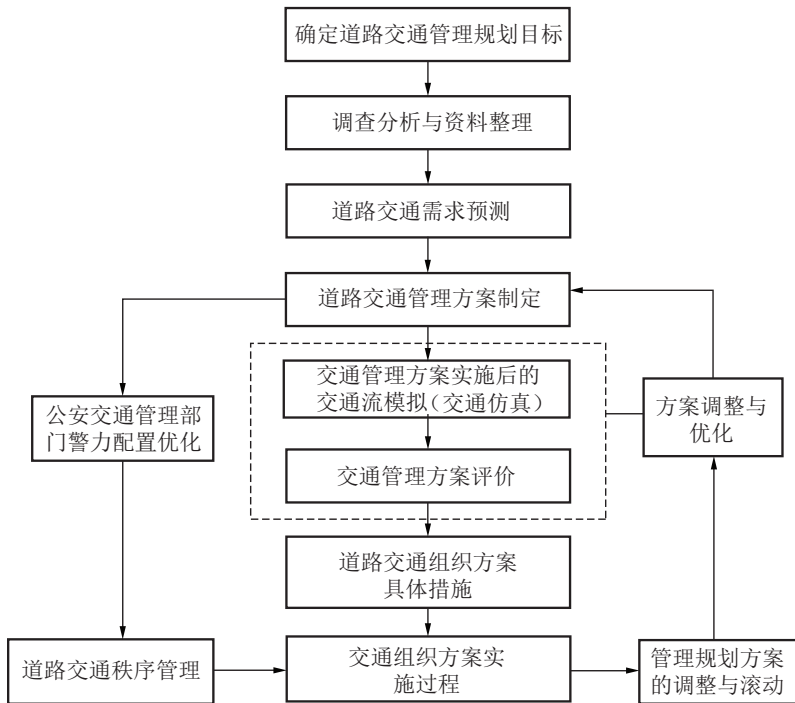 确定道路交通管理规划目标
调查分析与资料整理
道路交通需求预测
道路交通管理方案制定
交通管理方案实施后的
交通流模拟（交通仿真）
公安交通管理部
门警力配置优化
方案调整与
优化
交通管理方案评价
道路交通组织方案
具体措施
道路交通秩序管理
交通组织方案实
施过程
管理规划方案
的调整与滚动